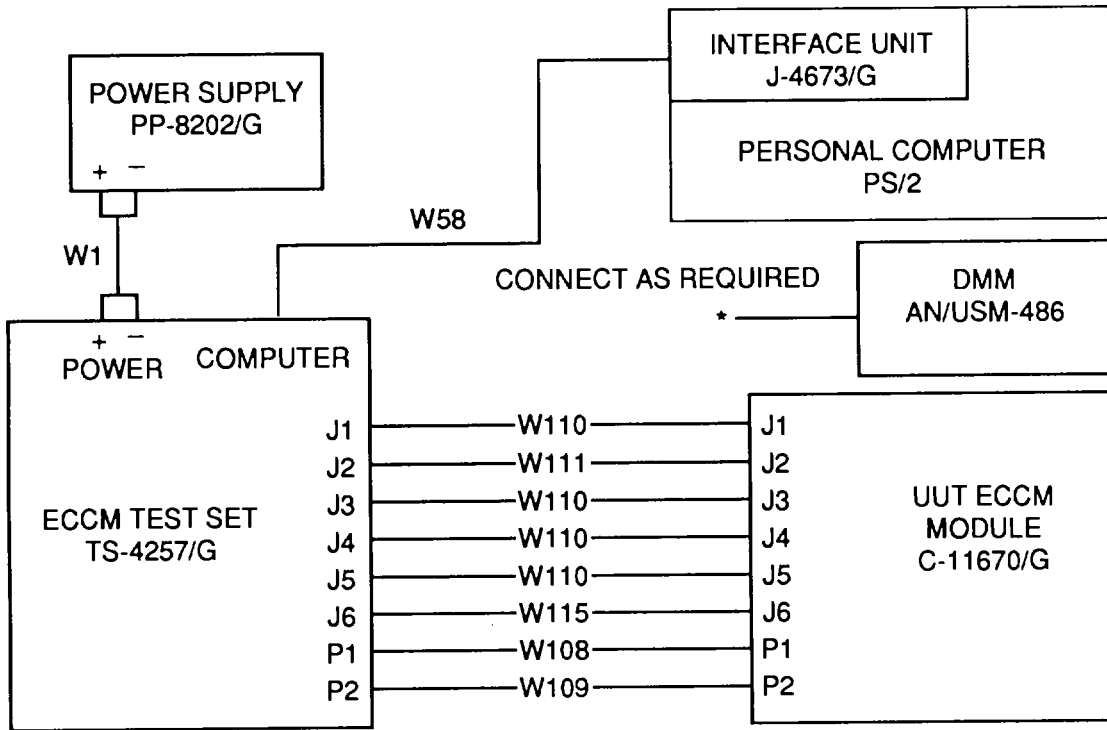 POWER SUPPLY
PP-8202/G
+ −
W1
INTERFACE UNIT
J-4673/G
PERSONAL COMPUTER
PS/2
W58
CONNECT AS REQUIRED
*
DMM
AN/USM-486
+ −
POWER
COMPUTER
ECCM TEST SET
TS-4257/G
J1 W110 J1
J2 W111 J2
J3 W110 J3
J4 W110 J4
J5 W110 J5
J6 W115 J6
P1 W108 P1
P2 W109 P2
UUT ECCM
MODULE
C-11670/G